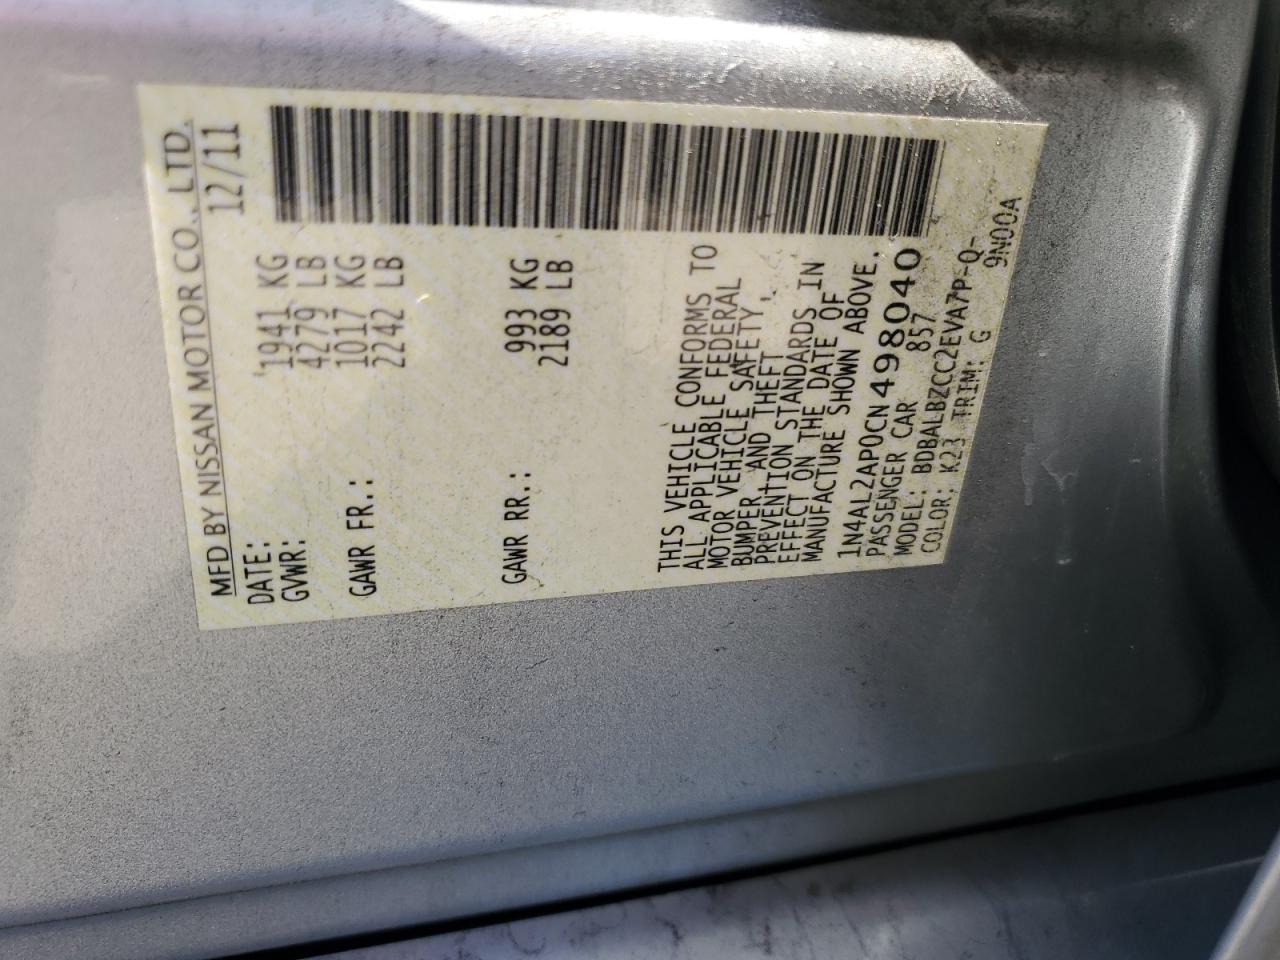 MFD BY NISSAN MOTOR CO., LTD.
DATE: 12/11
GVWR: 1941 KG
4279 LB
GAWR FR.: 1017 KG
2242 LB
GAWR RR.: 993 KG
2189 LB
THIS VEHICLE CONFORMS TO
ALL APPLICABLE FEDERAL
MOTOR VEHICLE SAFETY,
BUMPER, AND THEFT
PREVENTION STANDARDS IN
EFFECT ON THE DATE OF
MANUFACTURE SHOWN ABOVE.
1N4AL2AP0CN498040
PASSENGER CAR 857
MODEL: BDBALBZCC2EVA7P-Q-
COLOR: K23 TRIM: G
9N00A